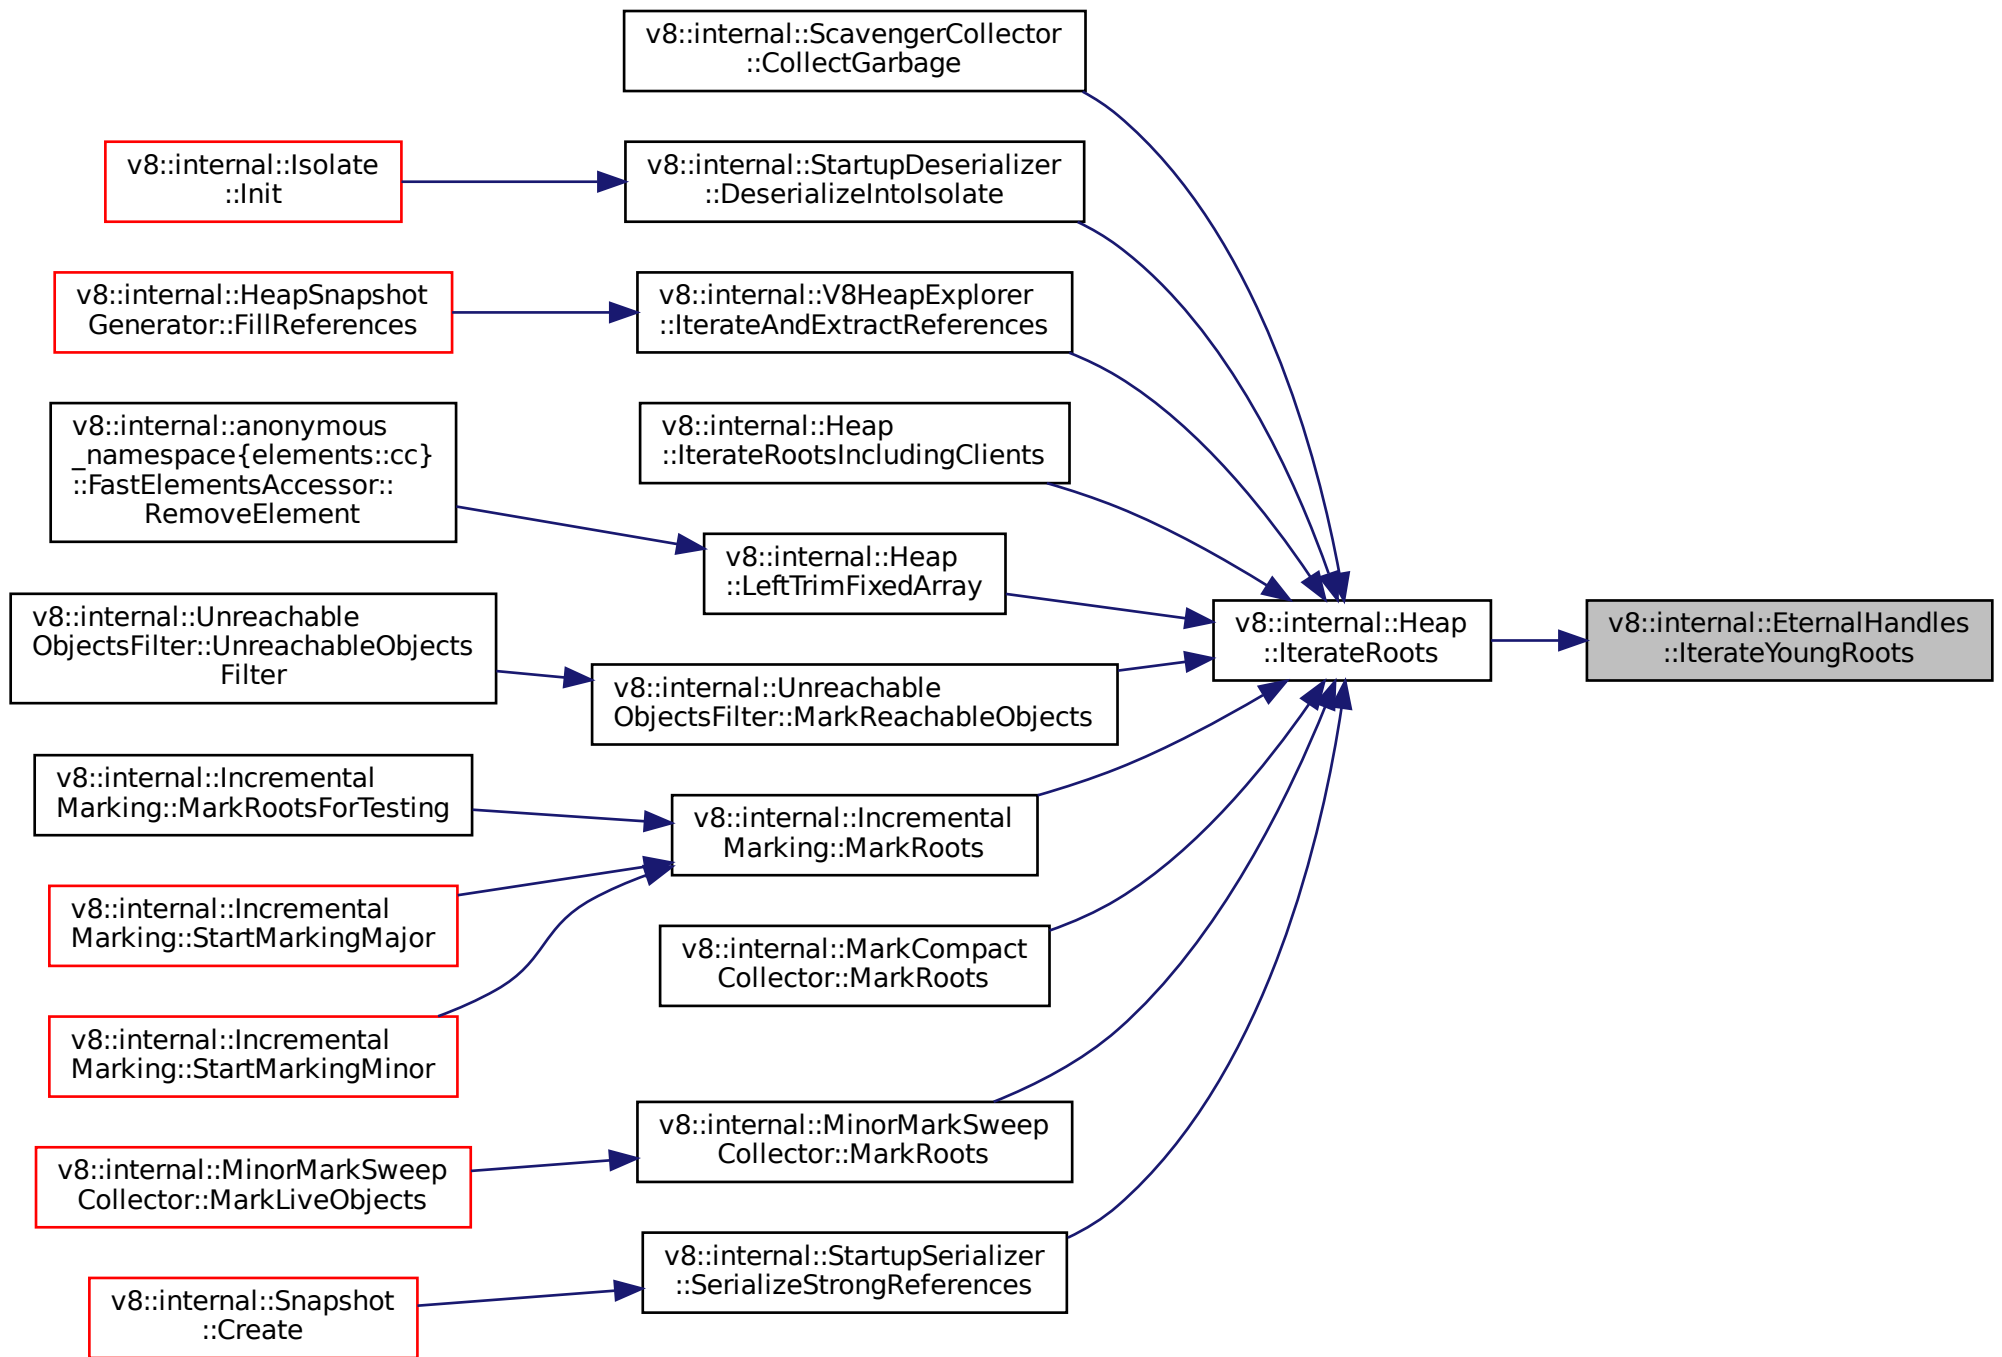 v8::internal::ScavengerCollector
::CollectGarbage
v8::internal::Isolate
::Init
v8::internal::StartupDeserializer
::DeserializeIntoIsolate
v8::internal::HeapSnapshot
Generator::FillReferences
v8::internal::V8HeapExplorer
::IterateAndExtractReferences
v8::internal::anonymous
_namespace{elements::cc}
::FastElementsAccessor::
RemoveElement
v8::internal::Heap
::IterateRootsIncludingClients
v8::internal::Heap
::LeftTrimFixedArray
v8::internal::Unreachable
ObjectsFilter::UnreachableObjects
Filter
v8::internal::Unreachable
ObjectsFilter::MarkReachableObjects
v8::internal::Heap
::IterateRoots
v8::internal::EternalHandles
::IterateYoungRoots
v8::internal::Incremental
Marking::MarkRootsForTesting
v8::internal::Incremental
Marking::MarkRoots
v8::internal::Incremental
Marking::StartMarkingMajor
v8::internal::MarkCompact
Collector::MarkRoots
v8::internal::Incremental
Marking::StartMarkingMinor
v8::internal::MinorMarkSweep
Collector::MarkRoots
v8::internal::MinorMarkSweep
Collector::MarkLiveObjects
v8::internal::StartupSerializer
::SerializeStrongReferences
v8::internal::Snapshot
::Create